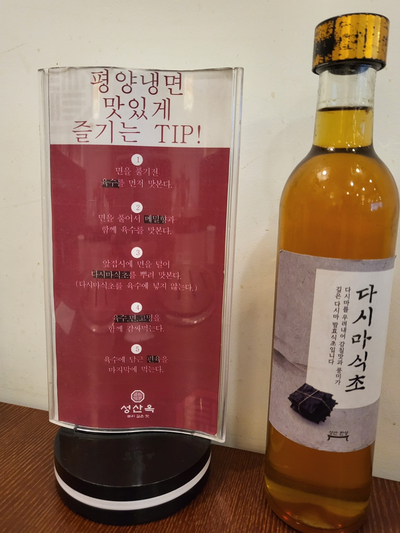 평양냉면
맛있게
즐기는 TIP!
1
면을 풀기전
육수를 먼저 맛본다.
2
면을 풀어서 메밀향과
함께 육수를 맛본다.
3
앞접시에 면을 덜어
다시마식초를 뿌려 맛본다.
(다시마식초를 육수에 넣지 않는다.)
4
육수,면,고명을
함께 감싸먹는다.
5
육수에 담은 편육을
마지막에 먹는다.
성산옥
다시마식초
다시마를 우려내어 감칠맛과 풍미가
깊은 다시마 발효식초입니다